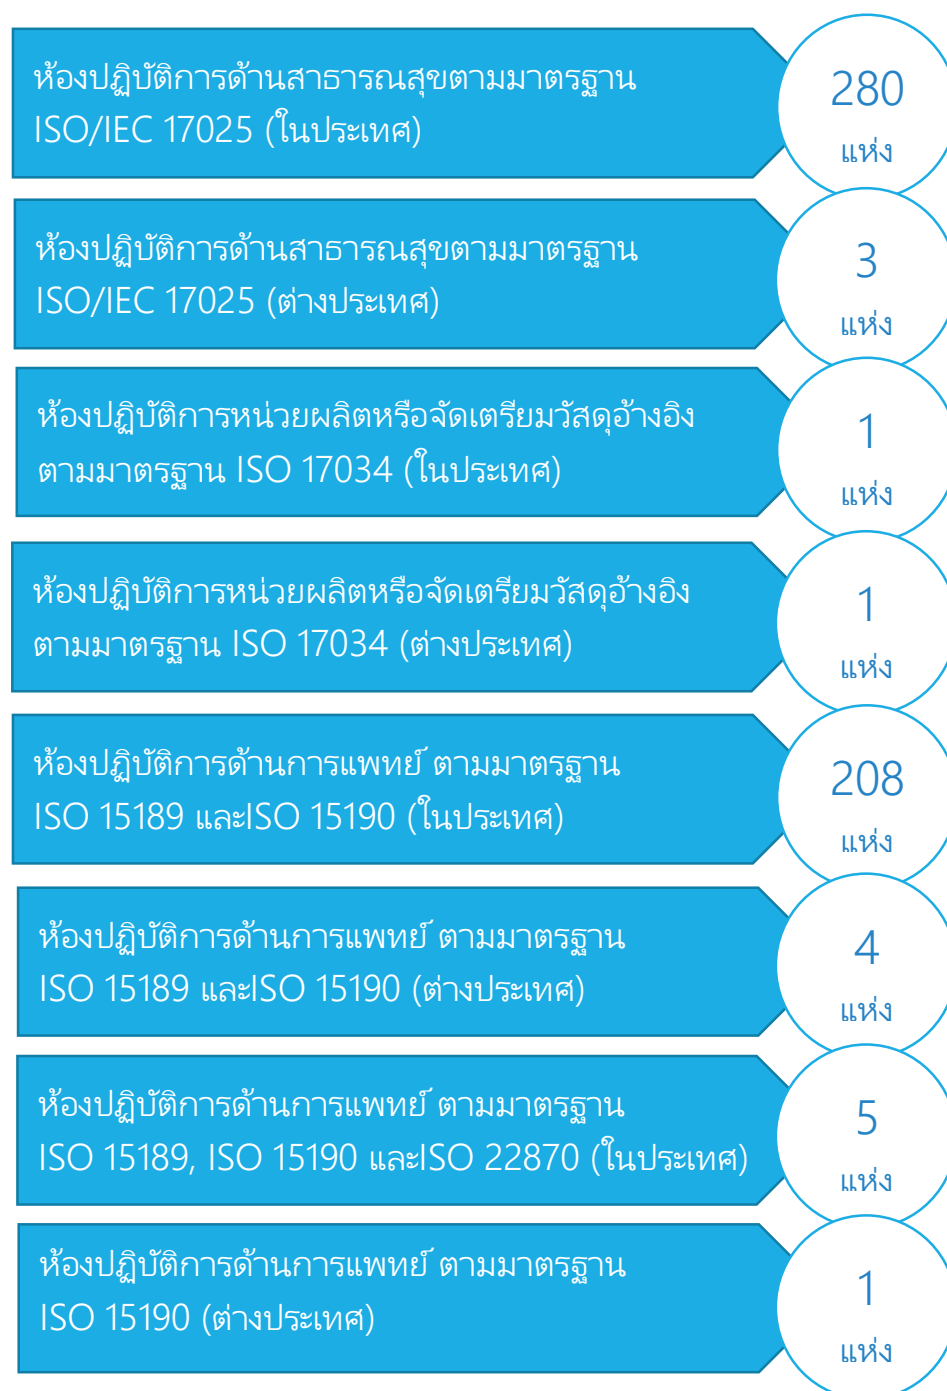 ห้องปฏิบัติการด้านสาธารณสุขตามมาตรฐาน
ISO/IEC 17025 (ในประเทศ)
280
แห่ง
ห้องปฏิบัติการด้านสาธารณสุขตามมาตรฐาน
ISO/IEC 17025 (ต่างประเทศ)
3
แห่ง
ห้องปฏิบัติการหน่วยผลิตหรือจัดเตรียมวัสดุอ้างอิง
ตามมาตรฐาน ISO 17034 (ในประเทศ)
1
แห่ง
ห้องปฏิบัติการหน่วยผลิตหรือจัดเตรียมวัสดุอ้างอิง
ตามมาตรฐาน ISO 17034 (ต่างประเทศ)
1
แห่ง
ห้องปฏิบัติการด้านการแพทย์ ตามมาตรฐาน
ISO 15189 และISO 15190 (ในประเทศ)
208
แห่ง
ห้องปฏิบัติการด้านการแพทย์ ตามมาตรฐาน
ISO 15189 และISO 15190 (ต่างประเทศ)
4
แห่ง
ห้องปฏิบัติการด้านการแพทย์ ตามมาตรฐาน
ISO 15189, ISO 15190 และISO 22870 (ในประเทศ)
5
แห่ง
ห้องปฏิบัติการด้านการแพทย์ ตามมาตรฐาน
ISO 15190 (ต่างประเทศ)
1
แห่ง